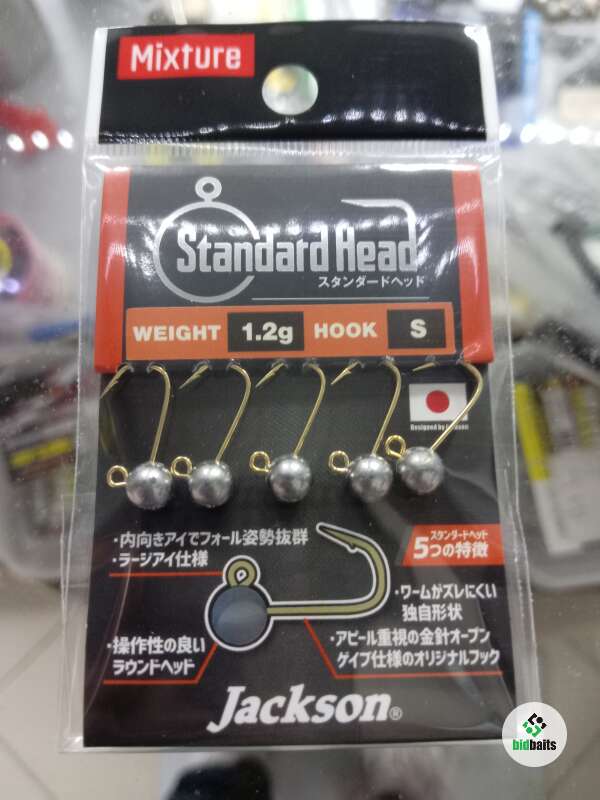 Mixture
Standard Head
スタンダードヘッド
WEIGHT 1.2g HOOK S
Designed by Jackson
・内向きアイでフォール姿勢抜群
・ラージアイ仕様
スタンダードヘッド
5つの特徴
・ワームがズレにくい
独自形状
・操作性の良い
ラウンドヘッド
・アピール重視の金針オープン
ゲイプ仕様のオリジナルフック
Jackson®
bidbaits